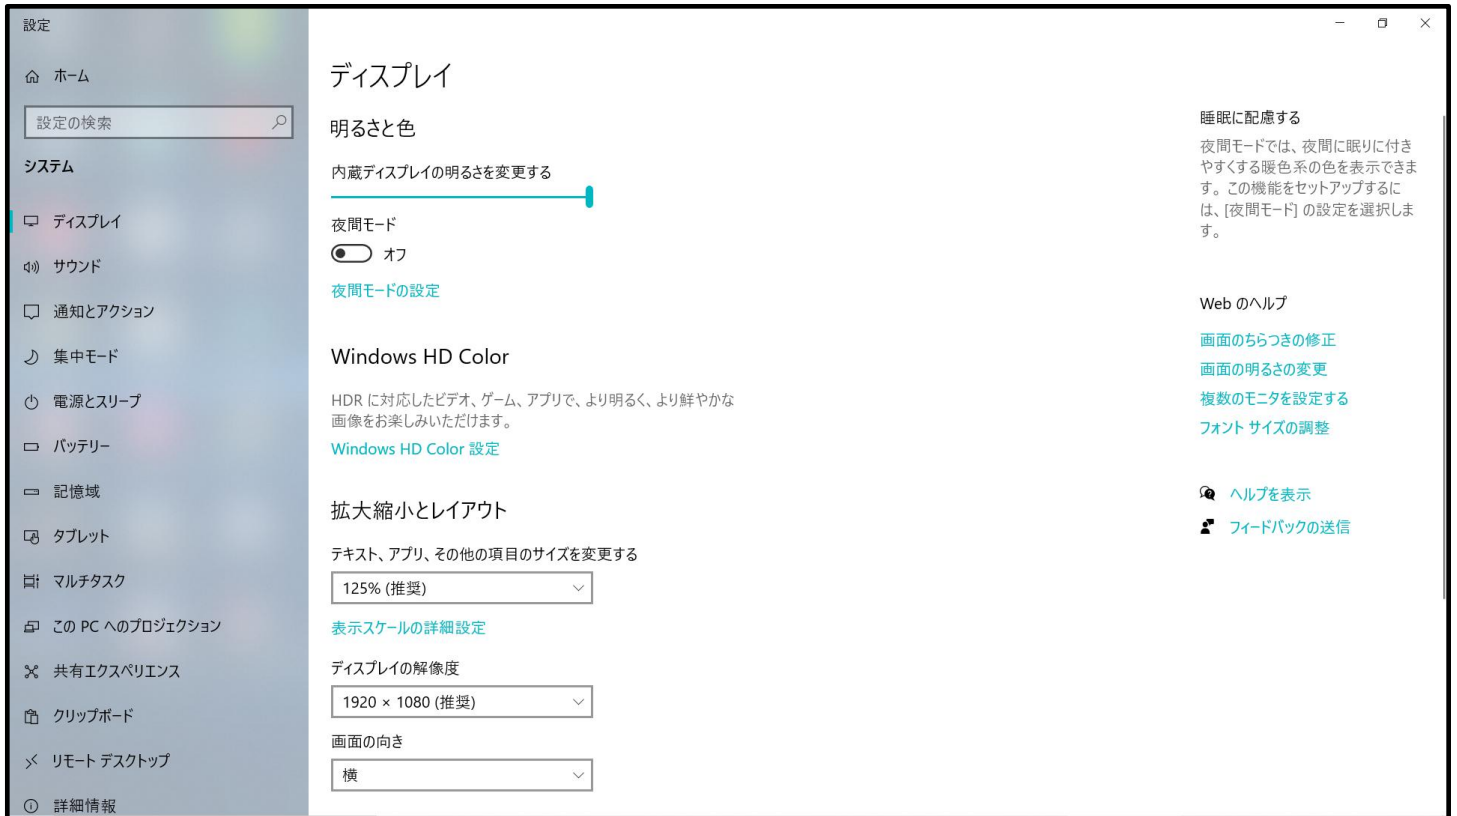 設定
ホーム
設定の検索
システム
ディスプレイ
サウンド
通知とアクション
集中モード
電源とスリープ
バッテリー
記憶域
タブレット
マルチタスク
この PC へのプロジェクション
共有エクスペリエンス
クリップボード
リモート デスクトップ
詳細情報
ディスプレイ
明るさと色
内蔵ディスプレイの明るさを変更する
夜間モード
オフ
夜間モードの設定
Windows HD Color
HDR に対応したビデオ、ゲーム、アプリで、より明るく、より鮮やかな
画像をお楽しみいただけます。
Windows HD Color 設定
拡大縮小とレイアウト
テキスト、アプリ、その他の項目のサイズを変更する
125% (推奨)
表示スケールの詳細設定
ディスプレイの解像度
1920 × 1080 (推奨)
画面の向き
横
睡眠に配慮する
夜間モードでは、夜間に眠りに付き
やすくする暖色系の色を表示できま
す。この機能をセットアップするに
は、[夜間モード] の設定を選択しま
す。
Web のヘルプ
画面のちらつきの修正
画面の明るさの変更
複数のモニタを設定する
フォント サイズの調整
ヘルプを表示
フィードバックの送信